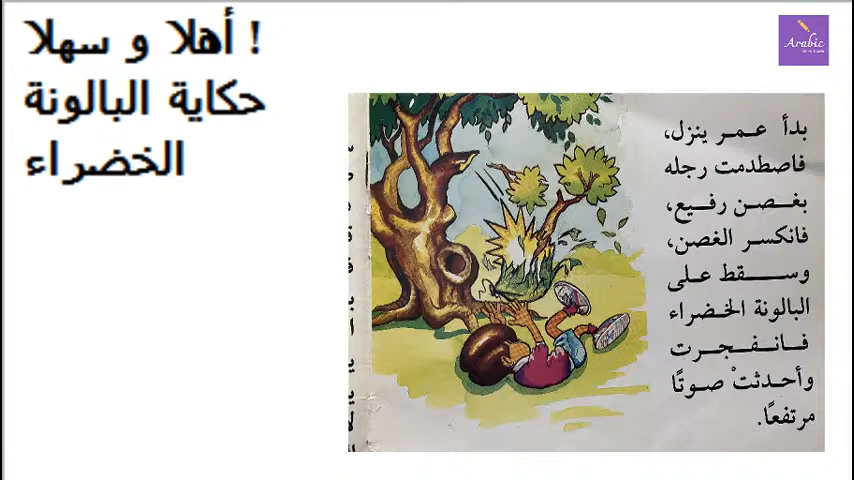 أهلا و سهلا !
حكاية البالونة
الخضراء
Arabic
بدأ عمر ينزل،
فاصطدمت رجله
بغصن رفيع،
فانكسر الغصن،
وسقط على
البالونة الخضراء
فانفجرت
وأحدثتْ صوتًا
مرتفعًا.